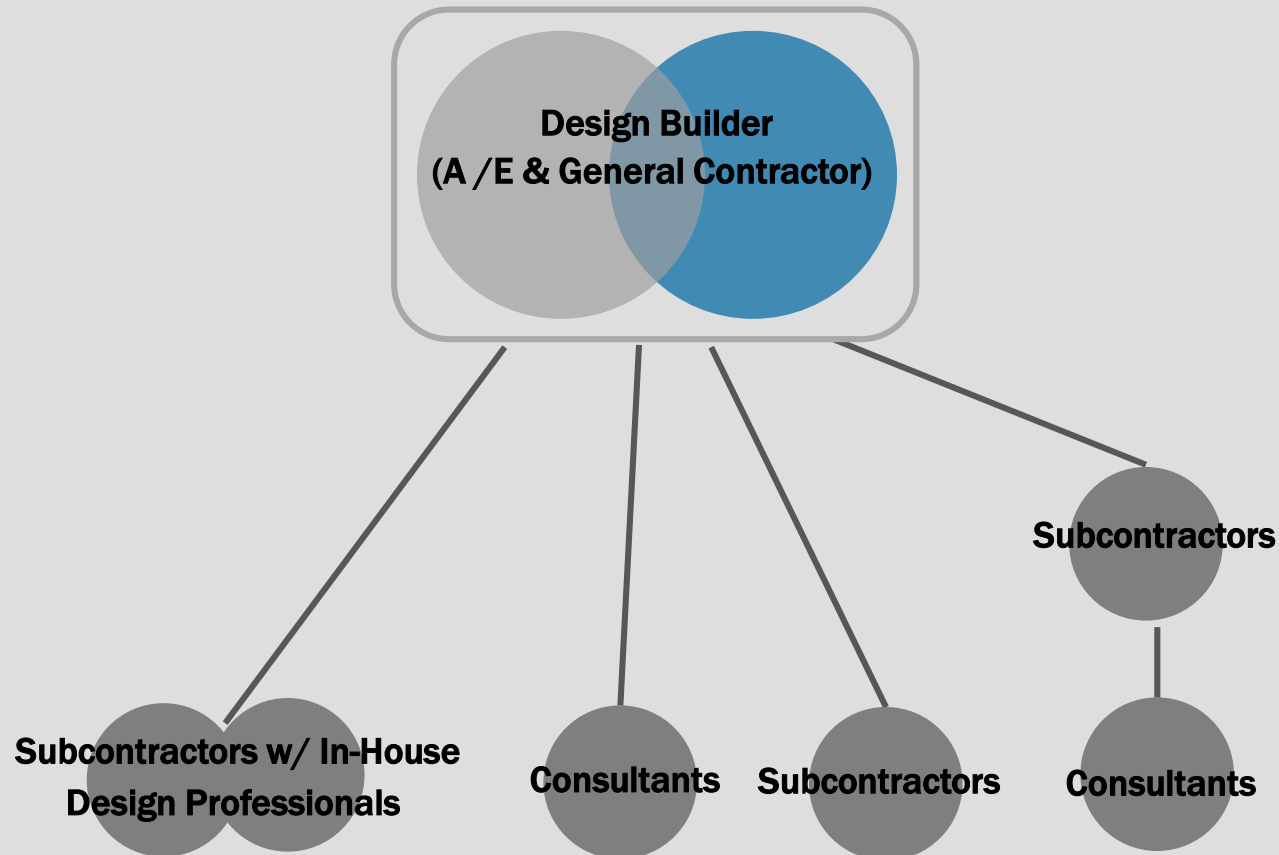 Design Builder
(A /E & General Contractor)
Subcontractors
Subcontractors w/ In-House
Design Professionals
Consultants
Subcontractors
Consultants